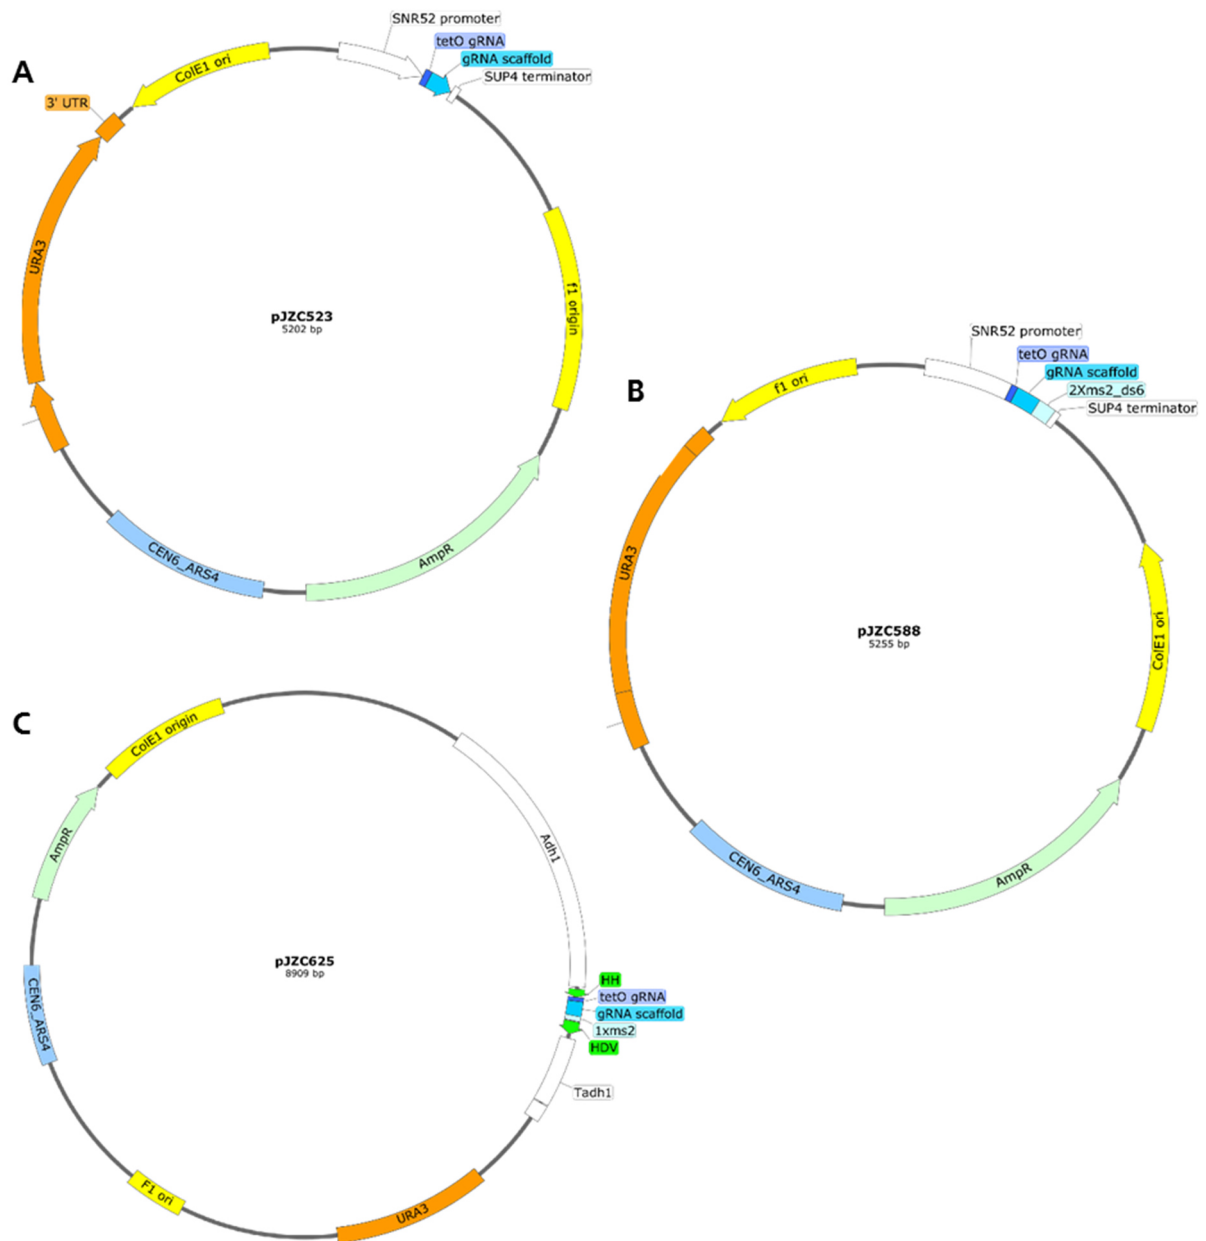 A
SNR52 promoter
tetO gRNA
gRNA scaffold
SUP4 terminator
ColE1 ori
3' UTR
URA3
f1 origin
pJZC523
5202 bp
CEN6_ARS4
AmpR
B
SNR52 promoter
tetO gRNA
gRNA scaffold
2Xms2_ds6
SUP4 terminator
f1 ori
URA3
pJZC588
5255 bp
ColE1 ori
CEN6_ARS4
AmpR
C
ColE1 origin
AmpR
Adh1
pJZC625
8909 bp
HH
tetO gRNA
gRNA scaffold
1xms2
HDV
CEN6_ARS4
Tadh1
F1 ori
URA3